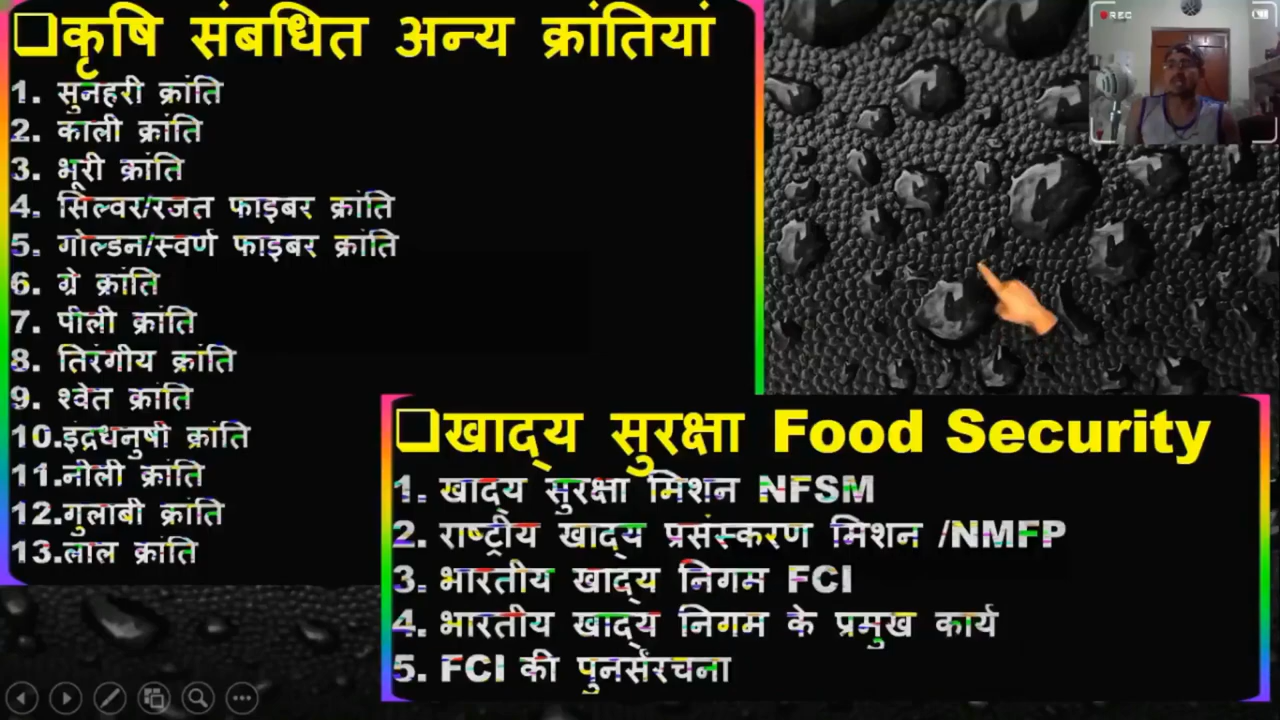 ❑कृषि संबधित अन्य क्रांतियां
1. सुनहरी क्रांति
2. काली क्रांति
3. भूरी क्रांति
4. सिल्वर/रजत फाइबर क्रांति
5. गोल्डन/स्वर्ण फाइबर क्रांति
6. ग्रे क्रांति
7. पीली क्रांति
8. तिरंगीय क्रांति
9. श्वेत क्रांति
10.इंद्रधनुषी क्रांति
11.नीली क्रांति
12.गुलाबी क्रांति
13.लाल क्रांति
❑खाद्य सुरक्षा Food Security
1. खाद्य सुरक्षा मिशन NFSM
2. राष्ट्रीय खाद्य प्रसंस्करण मिशन /NMFP
3. भारतीय खाद्य निगम FCI
4. भारतीय खाद्य निगम के प्रमुख कार्य
5. FCI की पुनर्संरचना
REC